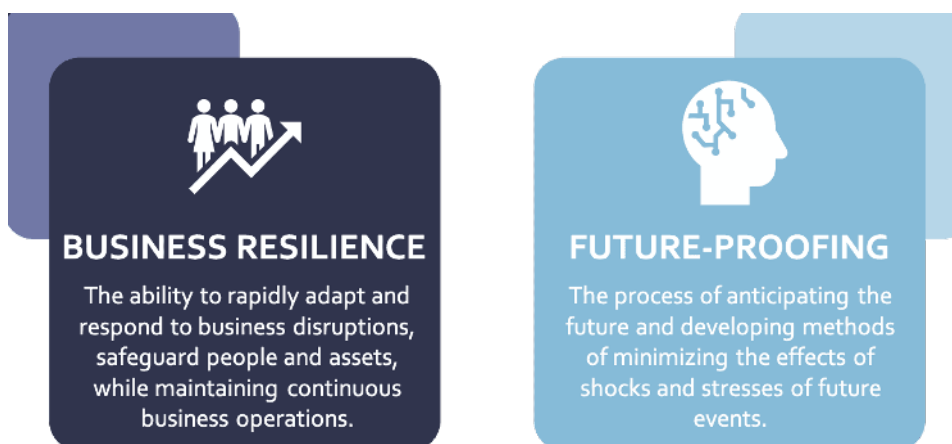 BUSINESS RESILIENCE
The ability to rapidly adapt and
respond to business disruptions,
safeguard people and assets,
while maintaining continuous
business operations.
FUTURE-PROOFING
The process of anticipating the
future and developing methods
of minimizing the effects of
shocks and stresses of future
events.